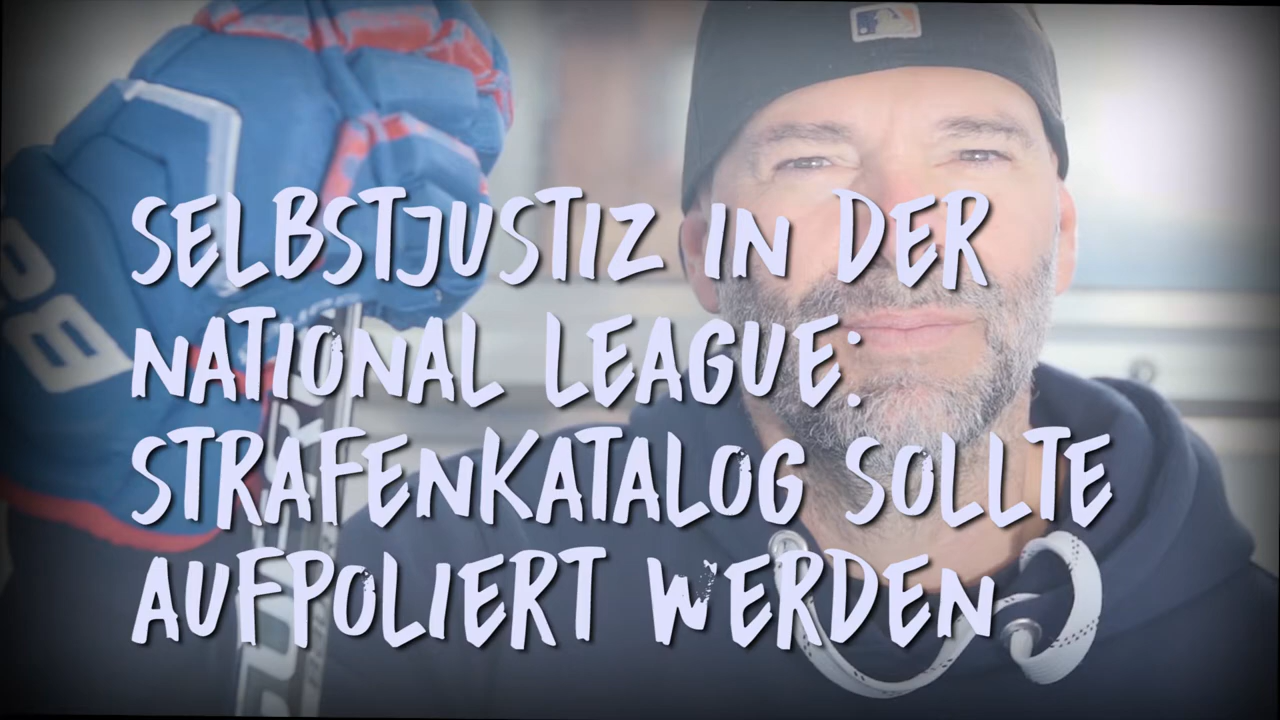 SELBSTJUSTIZ IN DER
NATIONAL LEAGUE:
STRAFENKATALOG SOLLTE
AUFPOLIERT WERDEN